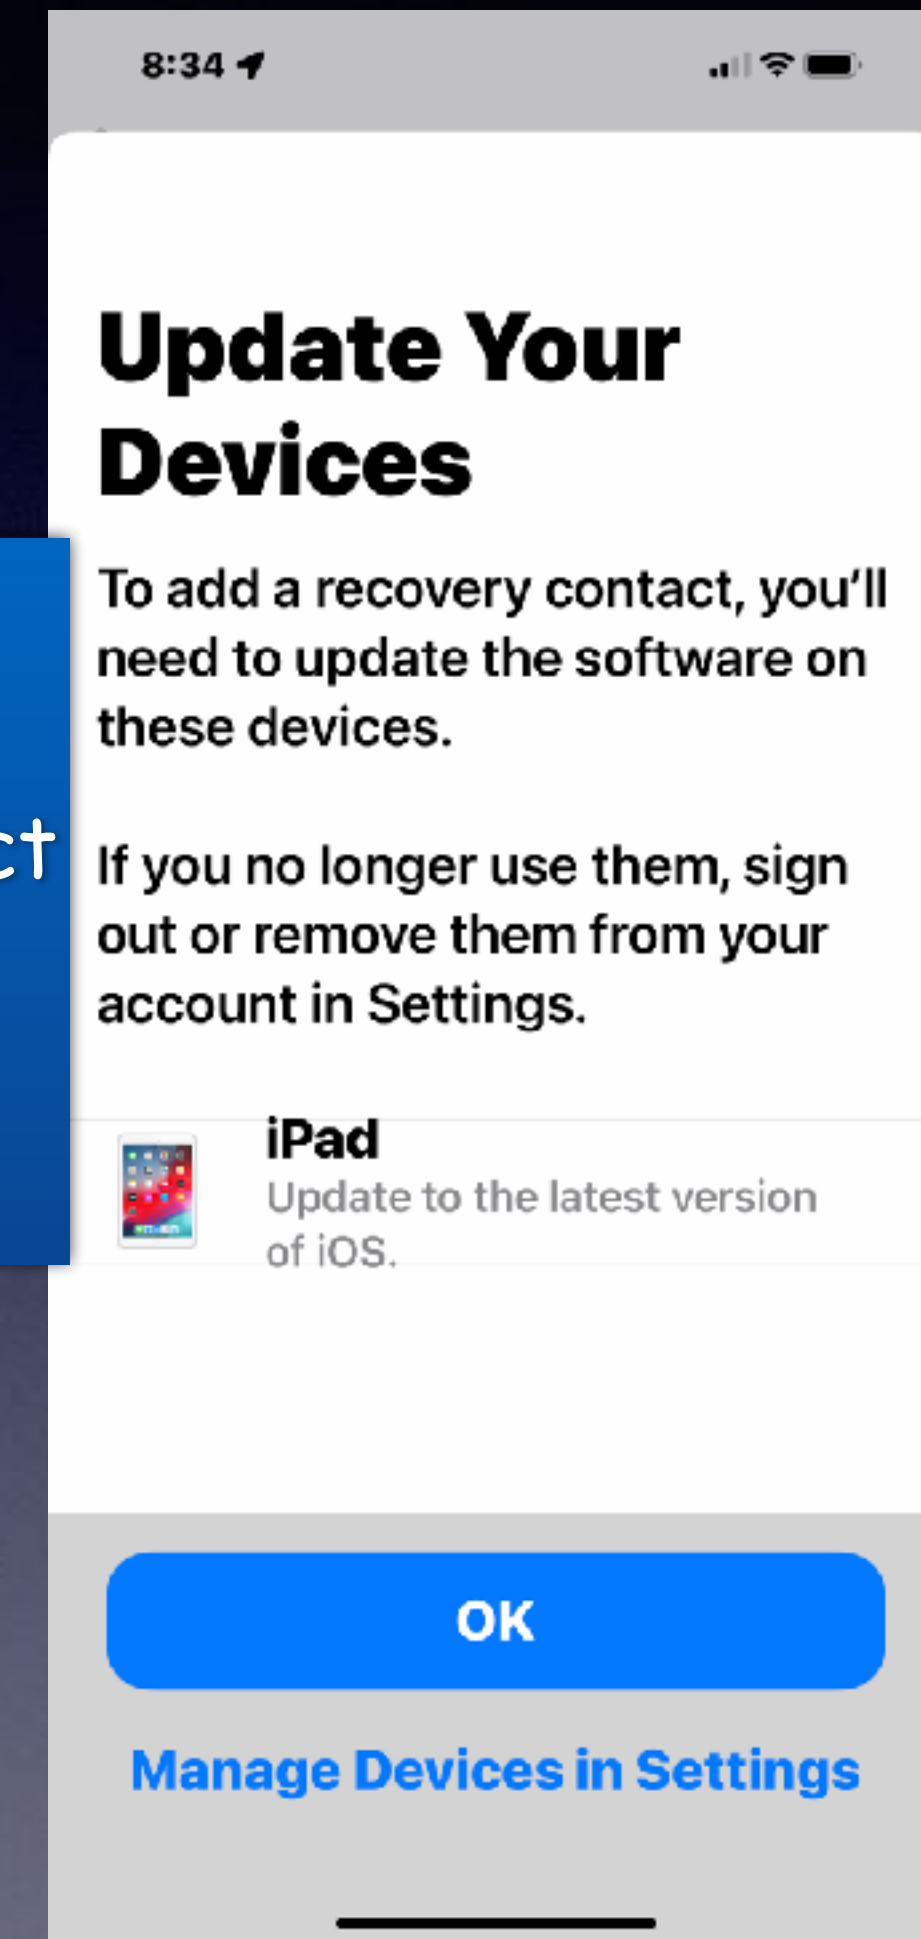 8:34
Update Your
Devices
To add a recovery contact, you'll
need to update the software on
these devices.
ct
If you no longer use them, sign
out or remove them from your
account in Settings.
iPad
Update to the latest version
of iOS.
OK
Manage Devices in Settings